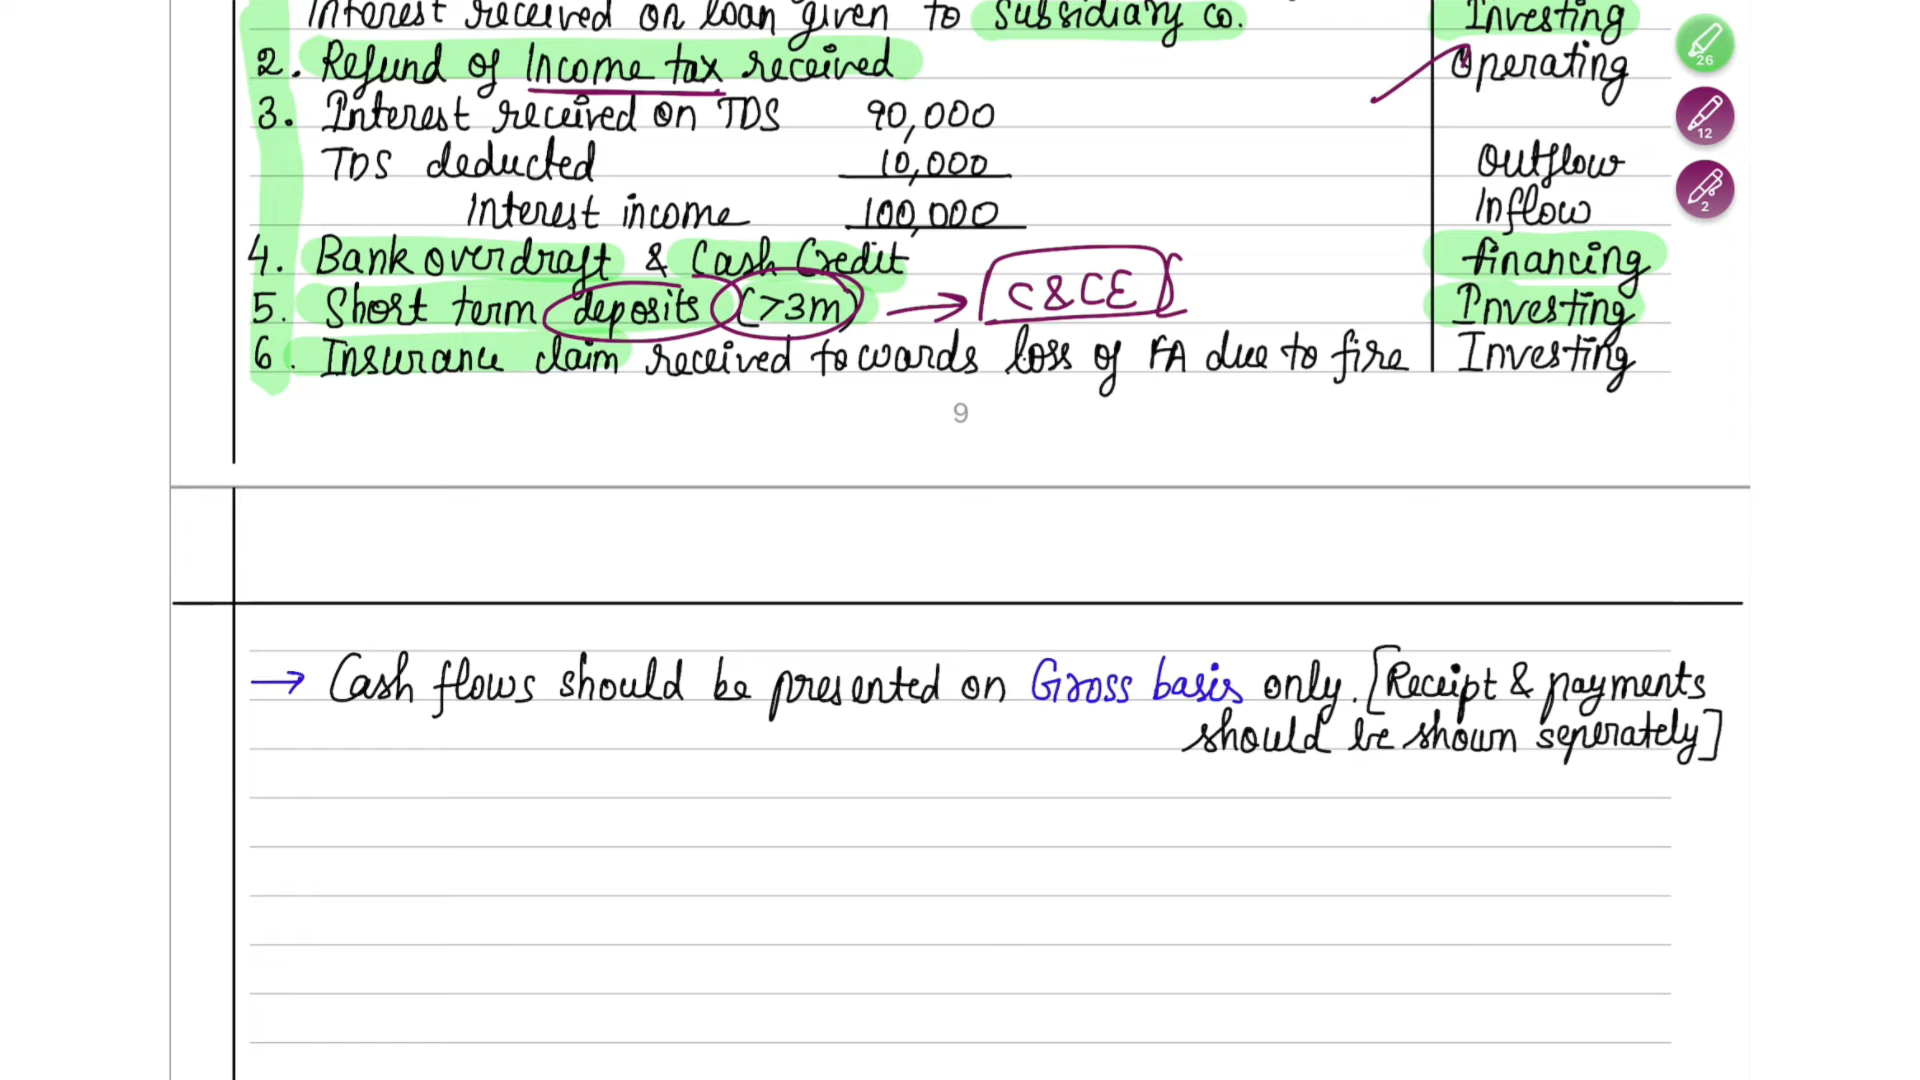 Interest received on loan given to Subsidiary co. Investing
2. Refund of Income tax received Operating
3. Interest received on TDS 90,000
TDS deducted 10,000 Outflow
Interest income 100,000 Inflow
4. Bank overdraft & Cash Credit financing
5. Short term deposits (>3m) → C&CE Investing
6. Insurance claim received towards loss of FA due to fire Investing
9
→ Cash flows should be presented on Gross basis only. [Receipt & payments
should be shown seperately]
26
12
2